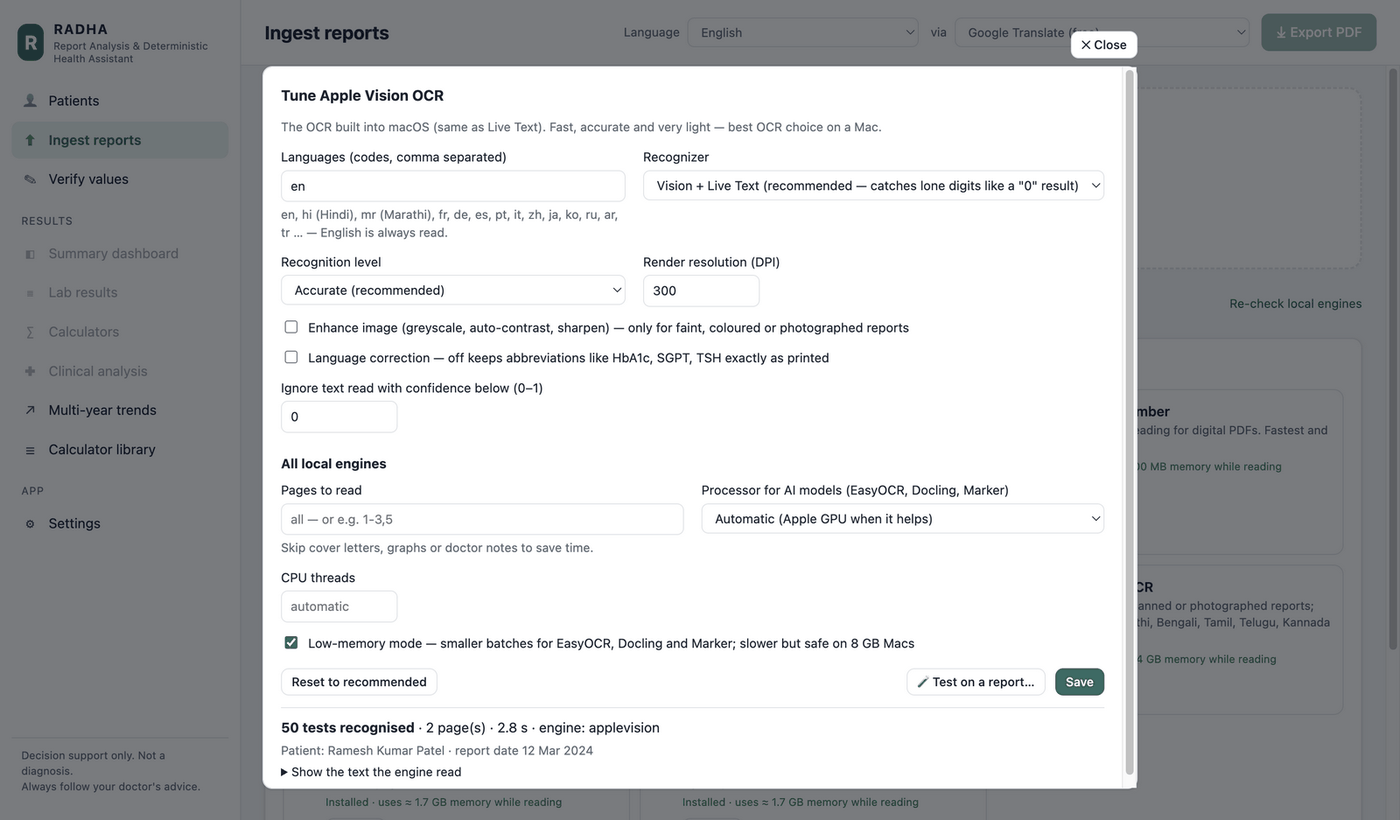 R
RADHA
Report Analysis & Deterministic
Health Assistant
Patients
Ingest reports
Verify values
RESULTS
Summary dashboard
Lab results
Calculators
Clinical analysis
Multi-year trends
Calculator library
APP
Settings
Decision support only. Not a
diagnosis.
Always follow your doctor's advice.
Ingest reports
Language
English
via
Google Translate (free)
Export PDF
Close
Tune Apple Vision OCR
The OCR built into macOS (same as Live Text). Fast, accurate and very light — best OCR choice on a Mac.
Languages (codes, comma separated)
en
en, hi (Hindi), mr (Marathi), fr, de, es, pt, it, zh, ja, ko, ru, ar,
tr … — English is always read.
Recognizer
Vision + Live Text (recommended — catches lone digits like a "0" result)
Recognition level
Accurate (recommended)
Render resolution (DPI)
300
Enhance image (greyscale, auto-contrast, sharpen) — only for faint, coloured or photographed reports
Language correction — off keeps abbreviations like HbA1c, SGPT, TSH exactly as printed
Ignore text read with confidence below (0–1)
0
All local engines
Pages to read
all — or e.g. 1-3,5
Skip cover letters, graphs or doctor notes to save time.
Processor for AI models (EasyOCR, Docling, Marker)
Automatic (Apple GPU when it helps)
CPU threads
automatic
Low-memory mode — smaller batches for EasyOCR, Docling and Marker; slower but safe on 8 GB Macs
Reset to recommended
Test on a report…
Save
50 tests recognised · 2 page(s) · 2.8 s · engine: applevision
Patient: Ramesh Kumar Patel · report date 12 Mar 2024
Show the text the engine read
Re-check local engines
mber
eading for digital PDFs. Fastest and
00 MB memory while reading
CR
anned or photographed reports;
thi, Bengali, Tamil, Telugu, Kannada
4 GB memory while reading
Installed · uses ≈ 1.7 GB memory while reading
Installed · uses ≈ 1.7 GB memory while reading